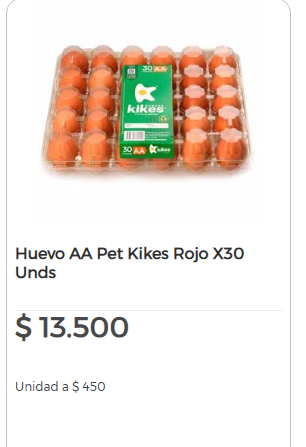 30 AA
kikes
30 AA kikes
Huevo AA Pet Kikes Rojo X30
Unds
$ 13.500
Unidad a $ 450